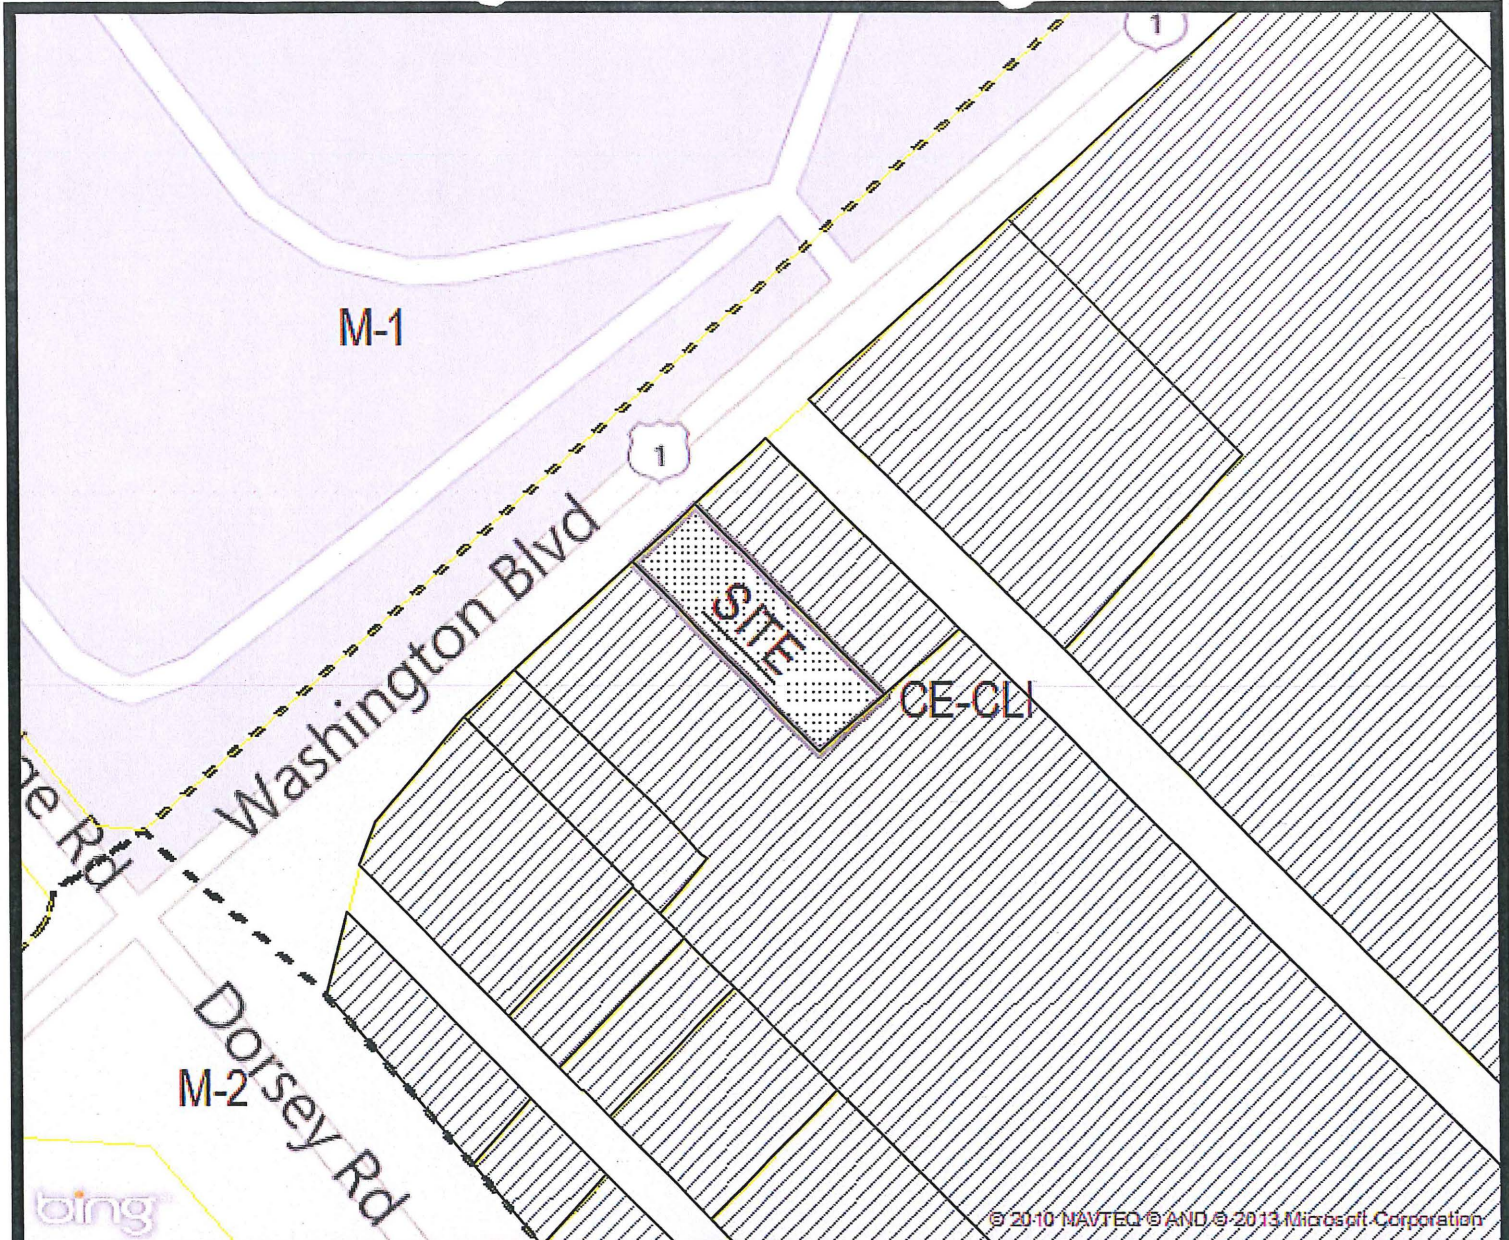 1
M-1
1
Washington Blvd
SITE
CE-CLI
ge Rd
Dorsey Rd
M-2
bing
© 2010 NAVTEQ © AND © 2013 Microsoft Corporation